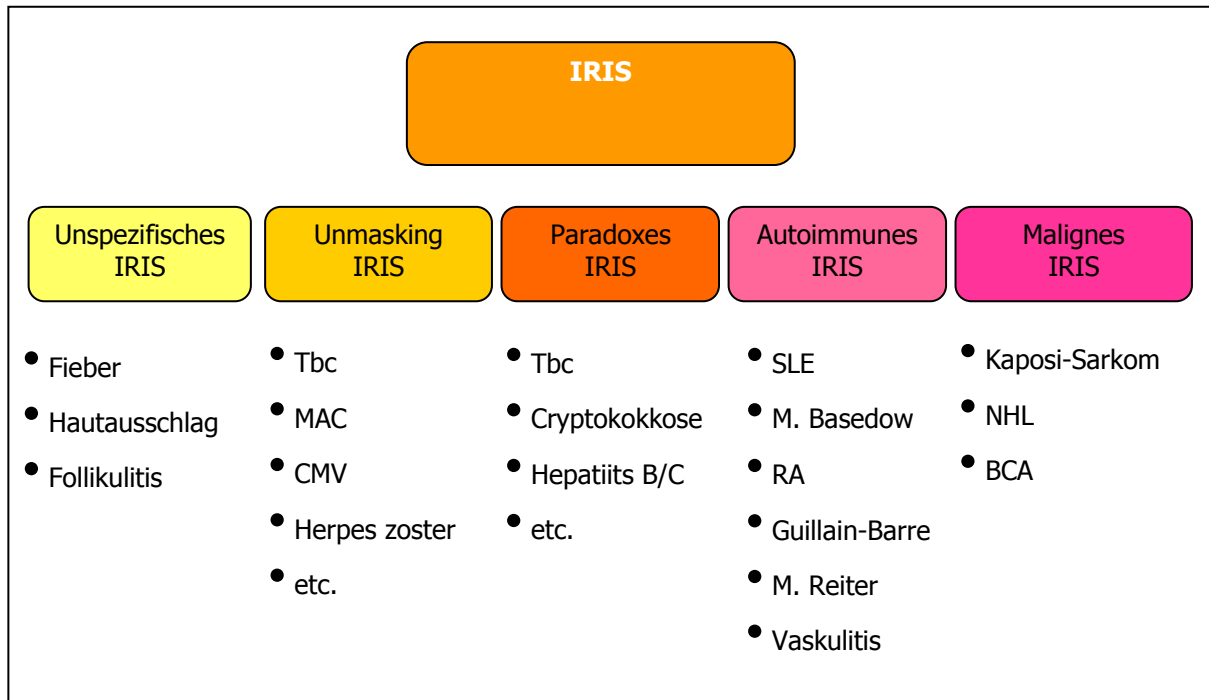 IRIS
Unspezifisches
IRIS
Unmasking
IRIS
Paradoxes
IRIS
Autoimmunes
IRIS
Malignes
IRIS
• Fieber
• Hautausschlag
• Follikulitis
• Tbc
• MAC
• CMV
• Herpes zoster
• etc.
• Tbc
• Cryptokokkose
• Hepatiits B/C
• etc.
• SLE
• M. Basedow
• RA
• Guillain-Barre
• M. Reiter
• Vaskulitis
• Kaposi-Sarkom
• NHL
• BCA